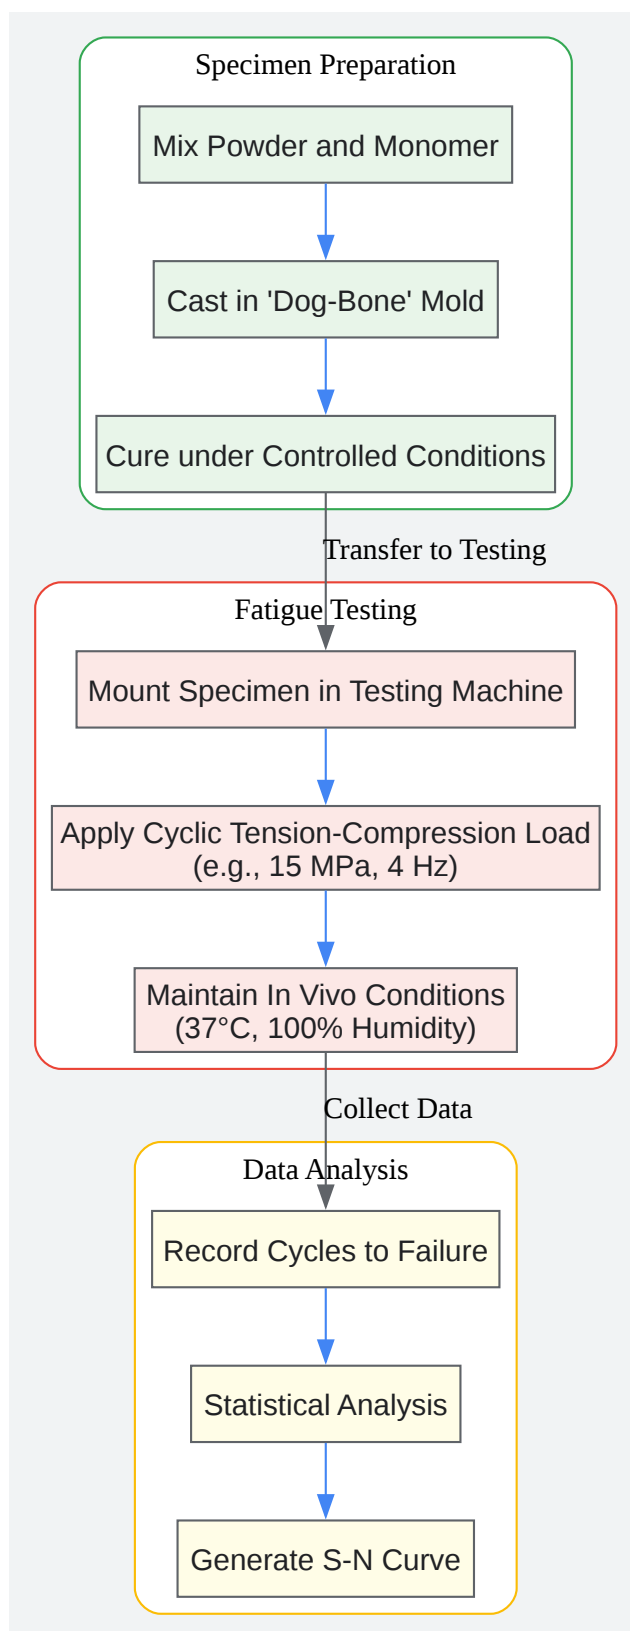 Specimen Preparation
Mix Powder and Monomer
Cast in 'Dog-Bone' Mold
Cure under Controlled Conditions
Transfer to Testing
Fatigue Testing
Mount Specimen in Testing Machine
Apply Cyclic Tension-Compression Load
(e.g., 15 MPa, 4 Hz)
Maintain In Vivo Conditions
(37°C, 100% Humidity)
Collect Data
Data Analysis
Record Cycles to Failure
Statistical Analysis
Generate S-N Curve